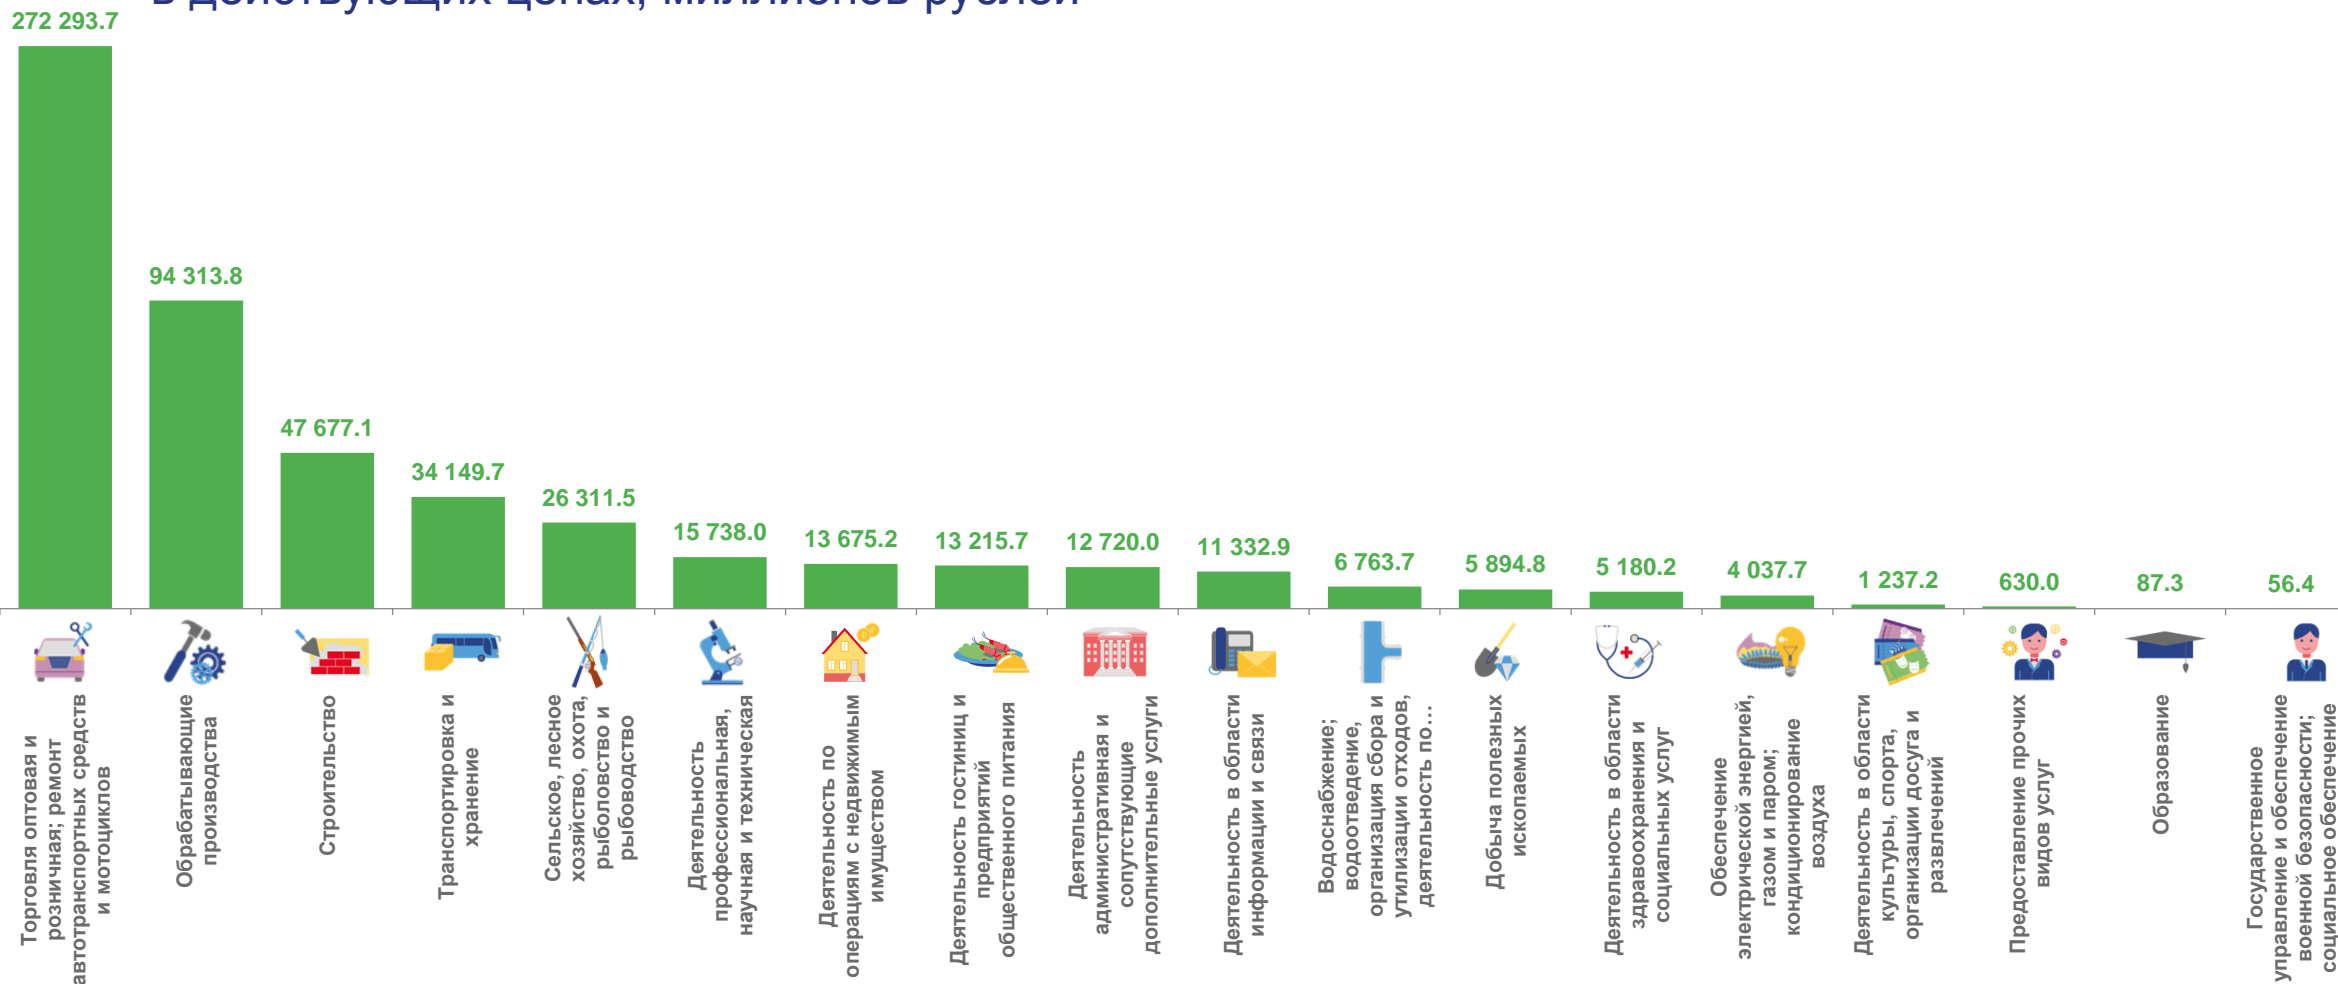 в действующих ценах, миллионов рублей
272 293.7
94 313.8
47 677.1
34 149.7
26 311.5
15 738.0
13 675.2
13 215.7
12 720.0
11 332.9
6 763.7
5 894.8
5 180.2
4 037.7
1 237.2
630.0
87.3
56.4
Торговля оптовая и
розничная; ремонт
автотранспортных средств
и мотоциклов
Обрабатывающие
производства
Строительство
Транспортировка и
хранение
Сельское, лесное
хозяйство, охота,
рыболовство и
рыбоводство
Деятельность
профессиональная,
научная и техническая
Деятельность по
операциям с недвижимым
имуществом
Деятельность гостиниц и
предприятий
общественного питания
Деятельность
административная и
сопутствующие
дополнительные услуги
Деятельность в области
информации и связи
Водоснабжение;
водоотведение,
организация сбора и
утилизации отходов,
деятельность по…
Добыча полезных
ископаемых
Деятельность в области
здравоохранения и
социальных услуг
Обеспечение
электрической энергией,
газом и паром;
кондиционирование
воздуха
Деятельность в области
культуры, спорта,
организации досуга и
развлечений
Предоставление прочих
видов услуг
Образование
Государственное
управление и обеспечение
военной безопасности;
социальное обеспечение